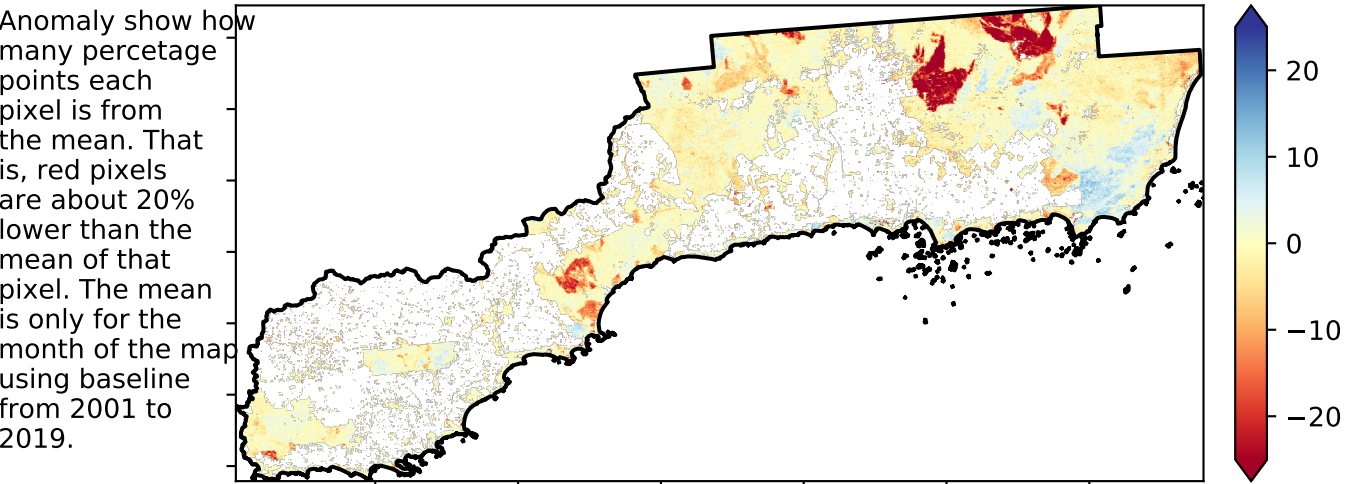 Anomaly show how
many percetage
points each
pixel is from
the mean. That
is, red pixels
are about 20%
lower than the
mean of that
pixel. The mean
is only for the
month of the map
using baseline
from 2001 to
2019.
20
10
0
−10
−20